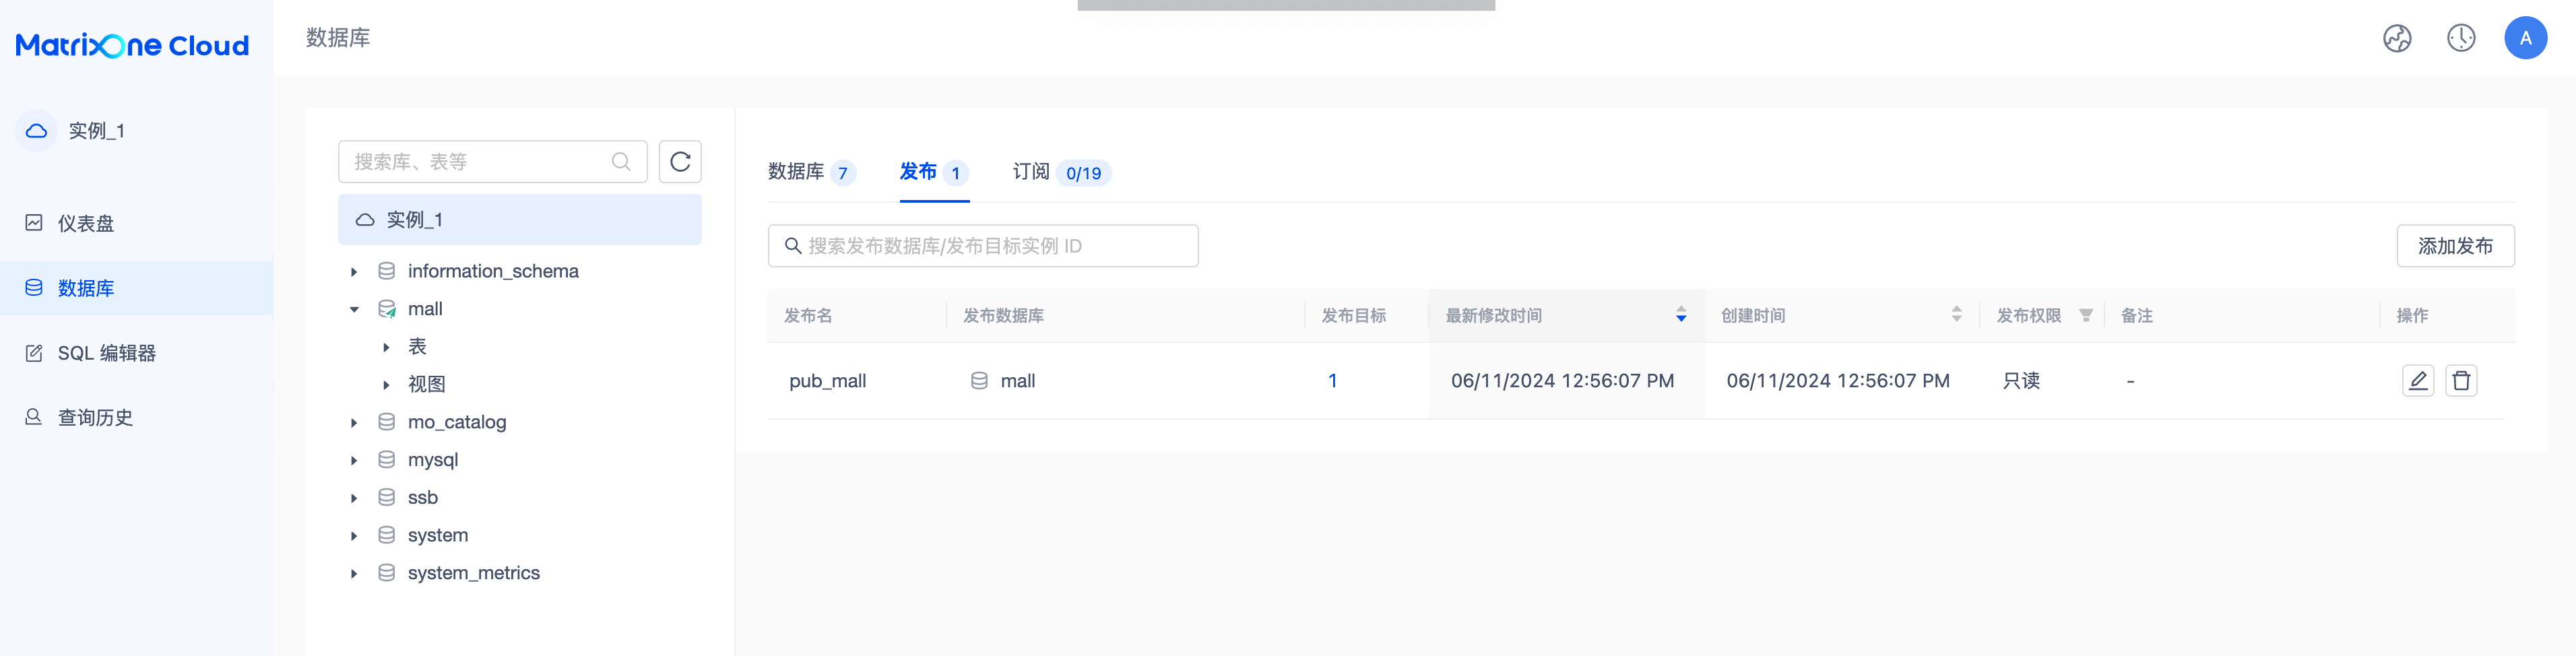 MatrixOne Cloud
数据库
A
实例_1
仪表盘
数据库
SQL 编辑器
查询历史
搜索库、表等
实例_1
information_schema
mall
表
视图
mo_catalog
mysql
ssb
system
system_metrics
数据库 7 发布 1 订阅 0/19
搜索发布数据库/发布目标实例 ID
添加发布
发布名 发布数据库 发布目标 最新修改时间 创建时间 发布权限 备注 操作
pub_mall mall 1 06/11/2024 12:56:07 PM 06/11/2024 12:56:07 PM 只读 -